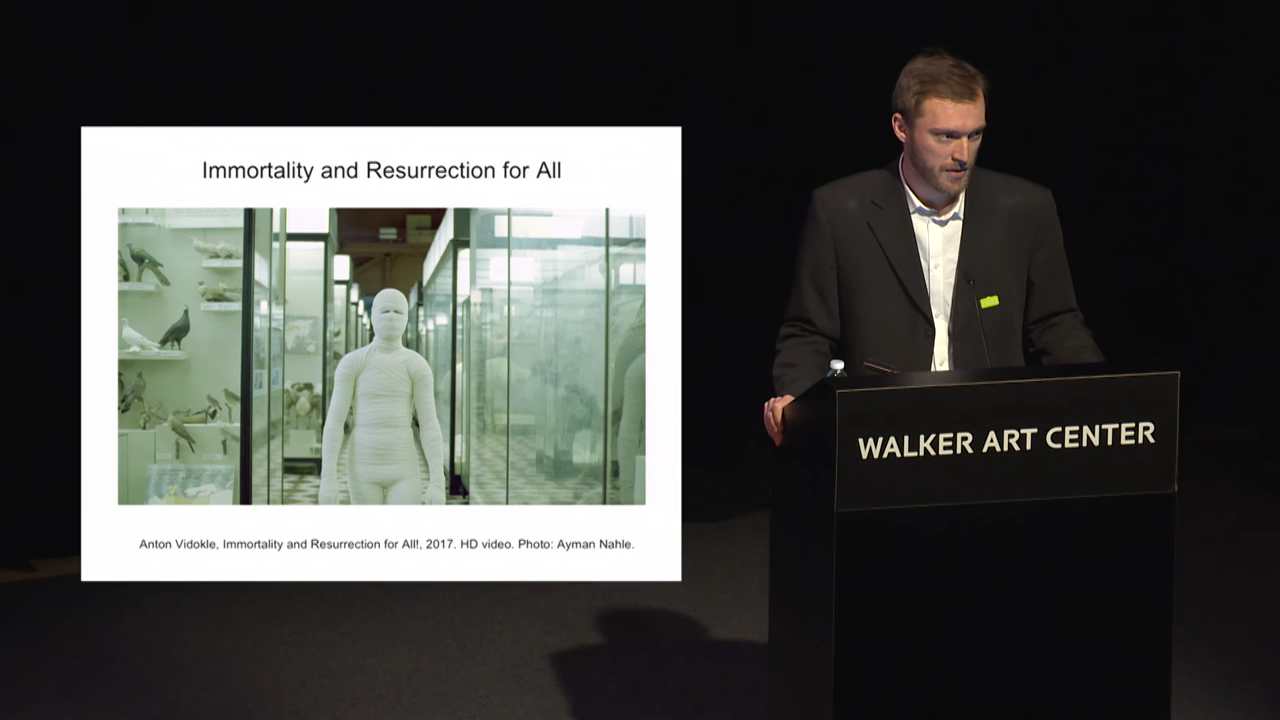 Immortality and Resurrection for All
Anton Vidokle, Immortality and Resurrection for All!, 2017. HD video. Photo: Ayman Nahle.
WALKER ART CENTER